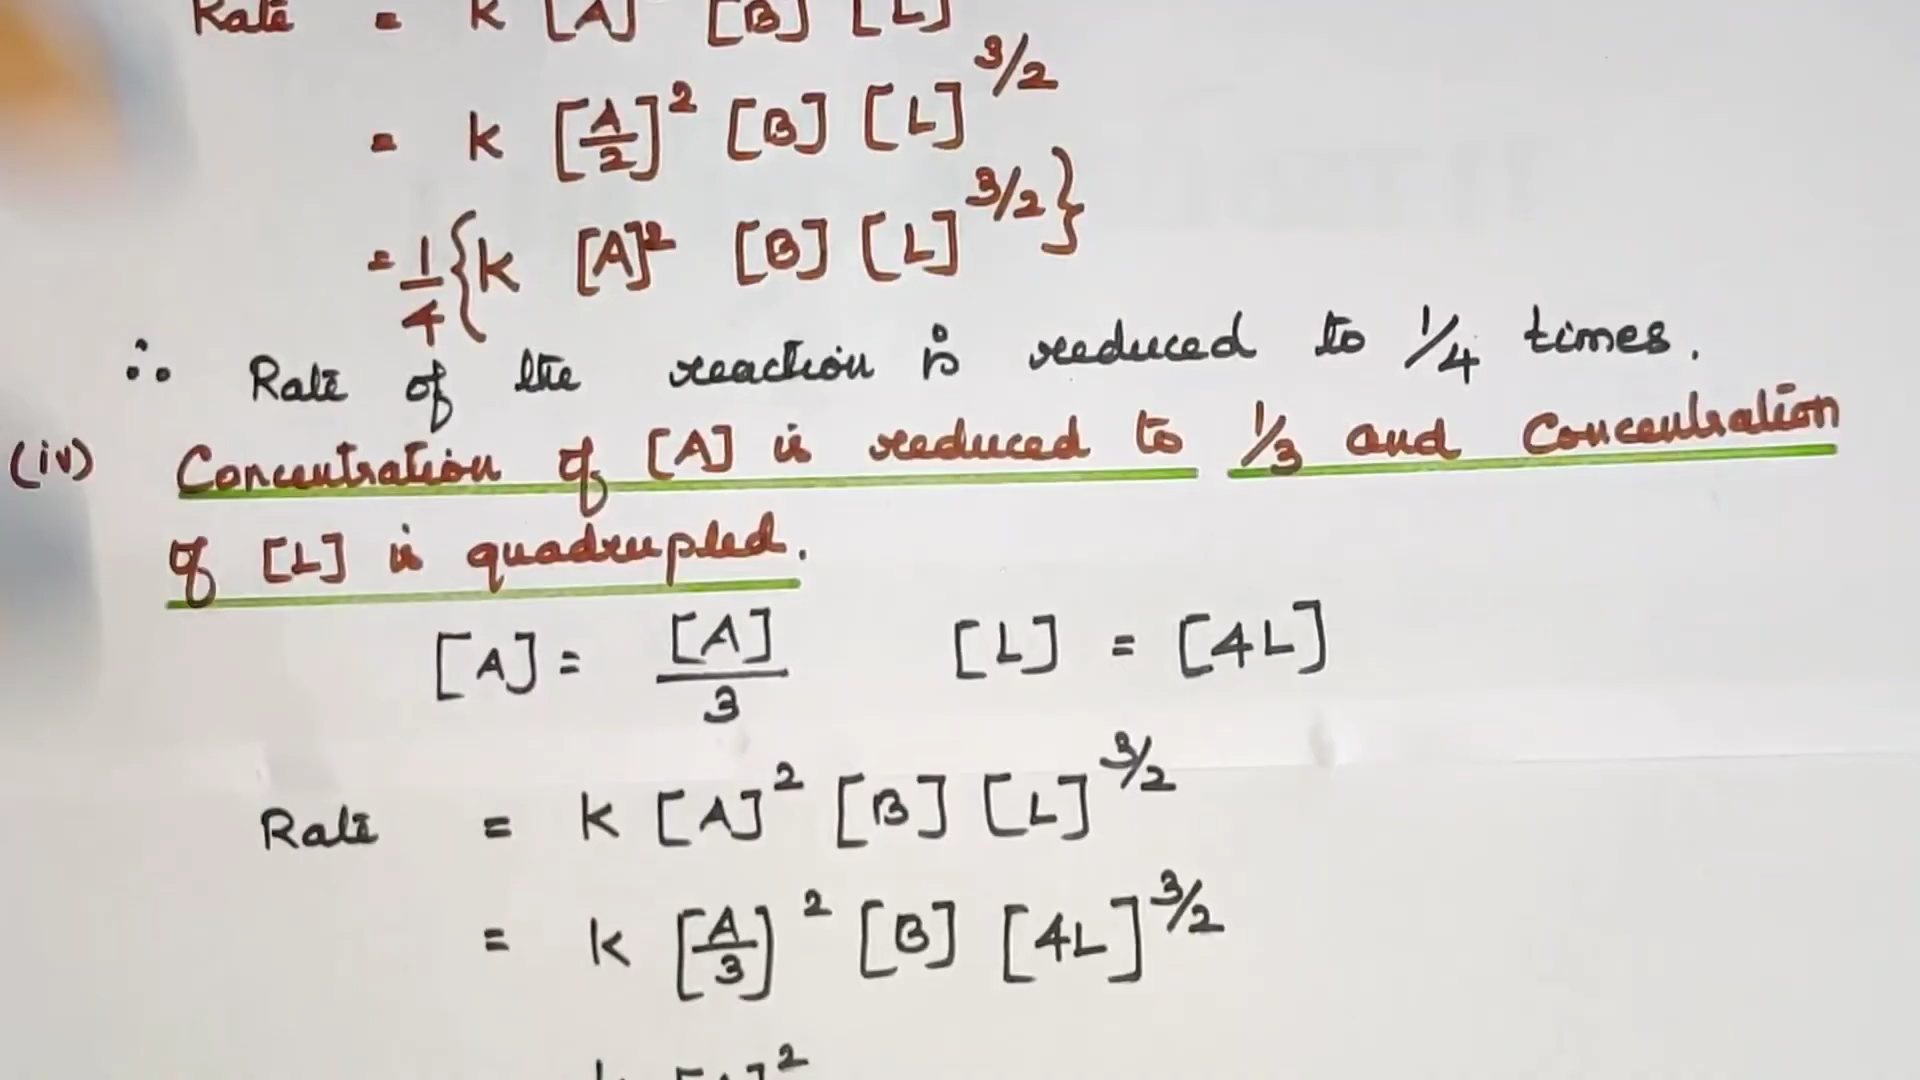 Rate = k [A] [B] [L]
= k [A/2]² [B] [L]^3/2
= 1/4 {k [A]² [B] [L]^3/2}
∴ Rate of the reaction is reduced to 1/4 times.
(iv) Concentration of [A] is reduced to 1/3 and Concentration
of [L] is quadrupled.
[A] = [A]/3 [L] = [4L]
Rate = k [A]² [B] [L]^3/2
= k [A/3]² [B] [4L]^3/2